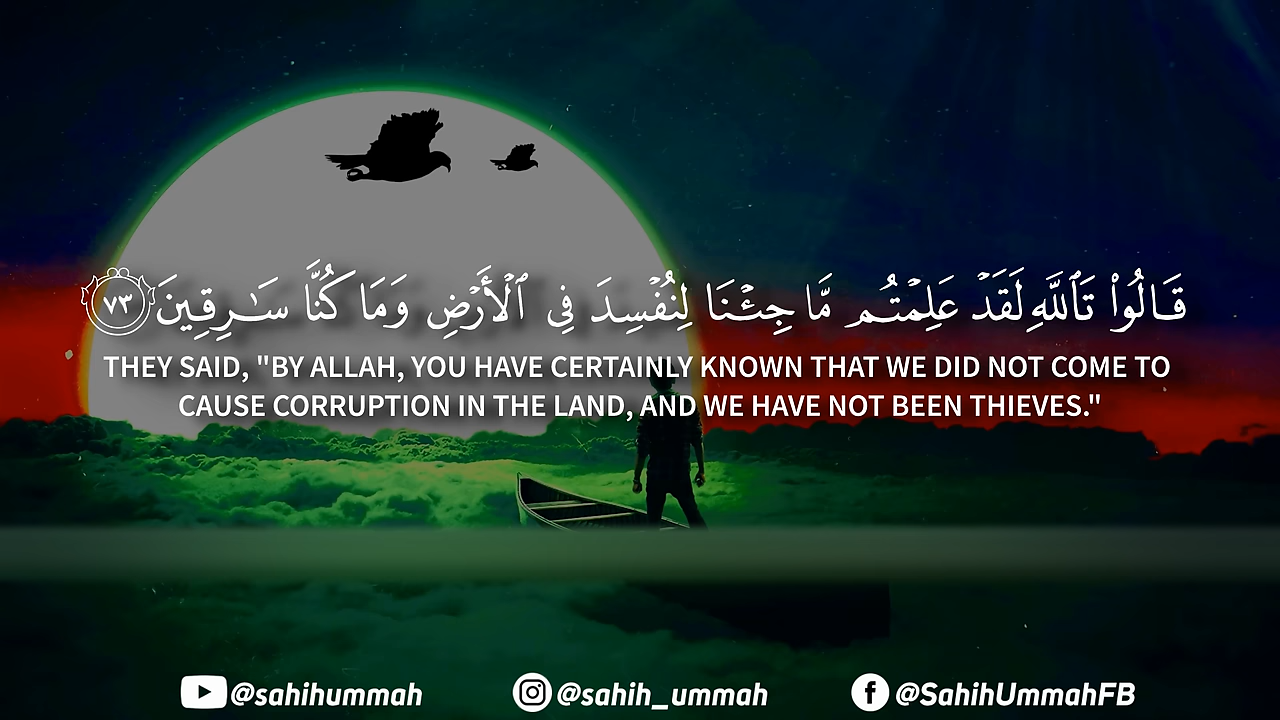 قَالُوا۟ تَٱللَّهِ لَقَدْ عَلِمْتُم مَّا جِئْنَا لِنُفْسِدَ فِى ٱلْأَرْضِ وَمَا كُنَّا سَـٰرِقِينَ ٧٣
THEY SAID, "BY ALLAH, YOU HAVE CERTAINLY KNOWN THAT WE DID NOT COME TO
CAUSE CORRUPTION IN THE LAND, AND WE HAVE NOT BEEN THIEVES."
@sahihummah @sahih_ummah @SahihUmmahFB